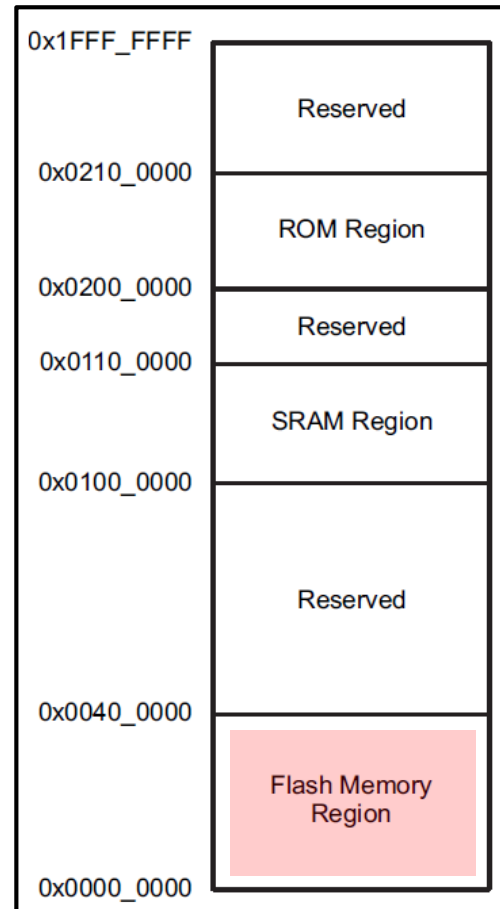 0x1FFF_FFFF
Reserved
0x0210_0000
ROM Region
0x0200_0000
Reserved
0x0110_0000
SRAM Region
0x0100_0000
Reserved
0x0040_0000
Flash Memory
Region
0x0000_0000